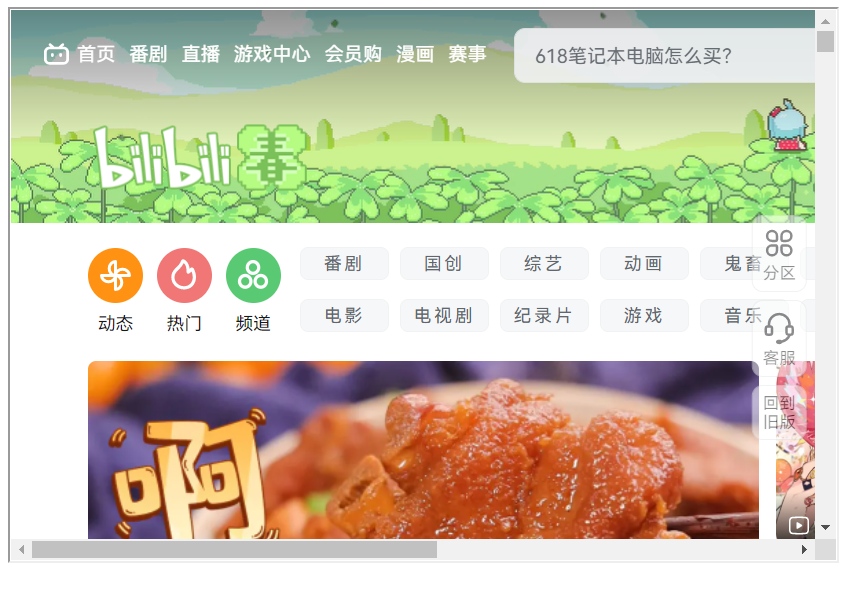 首页 番剧 直播 游戏中心 会员购 漫画 赛事
618笔记本电脑怎么买?
bilibili 春
动态 热门 频道
番剧 国创 综艺 动画 鬼畜
电影 电视剧 纪录片 游戏 音乐
分区
客服
回到
旧版
啊